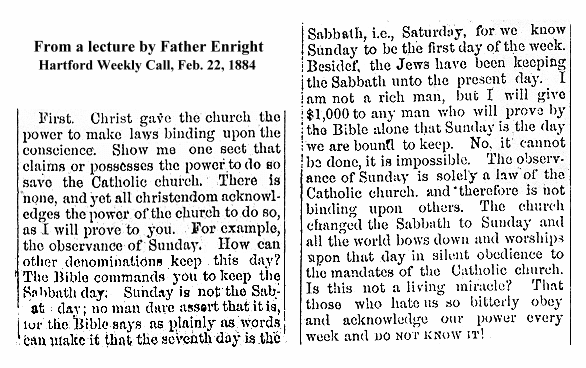 From a lecture by Father Enright
Hartford Weekly Call, Feb. 22, 1884
First. Christ gave the church the
power to make laws binding upon the
conscience. Show me one sect that
claims or possesses the power to do so
save the Catholic church. There is
none, and yet all christendom acknowl-
edges the power of the church to do so,
as I will prove to you. For example,
the observance of Sunday. How can
other denominations keep this day?
The Bible commands you to keep the
Sabbath day. Sunday is not the Sab-
at day; no man dare assert that it is,
for the Bible says as plainly as words
can make it that the seventh day is the
Sabbath, i.e., Saturday, for we know
Sunday to be the first day of the week.
Besidef, the Jews have been keeping
the Sabbath unto the present day. I
am not a rich man, but I will give
$1,000 to any man who will prove by
the Bible alone that Sunday is the day
we are bound to keep. No, it cannot
be done, it is impossible. The observ-
ance of Sunday is solely a law of the
Catholic church. and therefore is not
binding upon others. The church
changed the Sabbath to Sunday and
all the world bows down and worships
upon that day in silent obedience to
the mandates of the Catholic church.
Is this not a living miracle? That
those who hate us so bitterly obey
and acknowledge our power every
week and DO NOT KNOW IT!